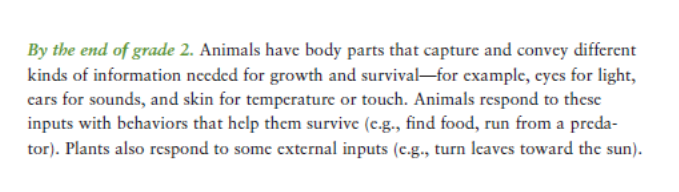 By the end of grade 2. Animals have body parts that capture and convey different
kinds of information needed for growth and survival—for example, eyes for light,
ears for sounds, and skin for temperature or touch. Animals respond to these
inputs with behaviors that help them survive (e.g., find food, run from a preda-
tor). Plants also respond to some external inputs (e.g., turn leaves toward the sun).